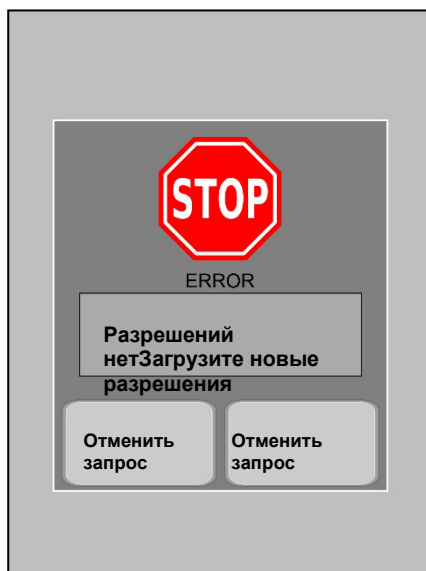 STOP
ERROR
Разрешений
нетЗагрузите новые
разрешения
Отменить
запрос
Отменить
запрос